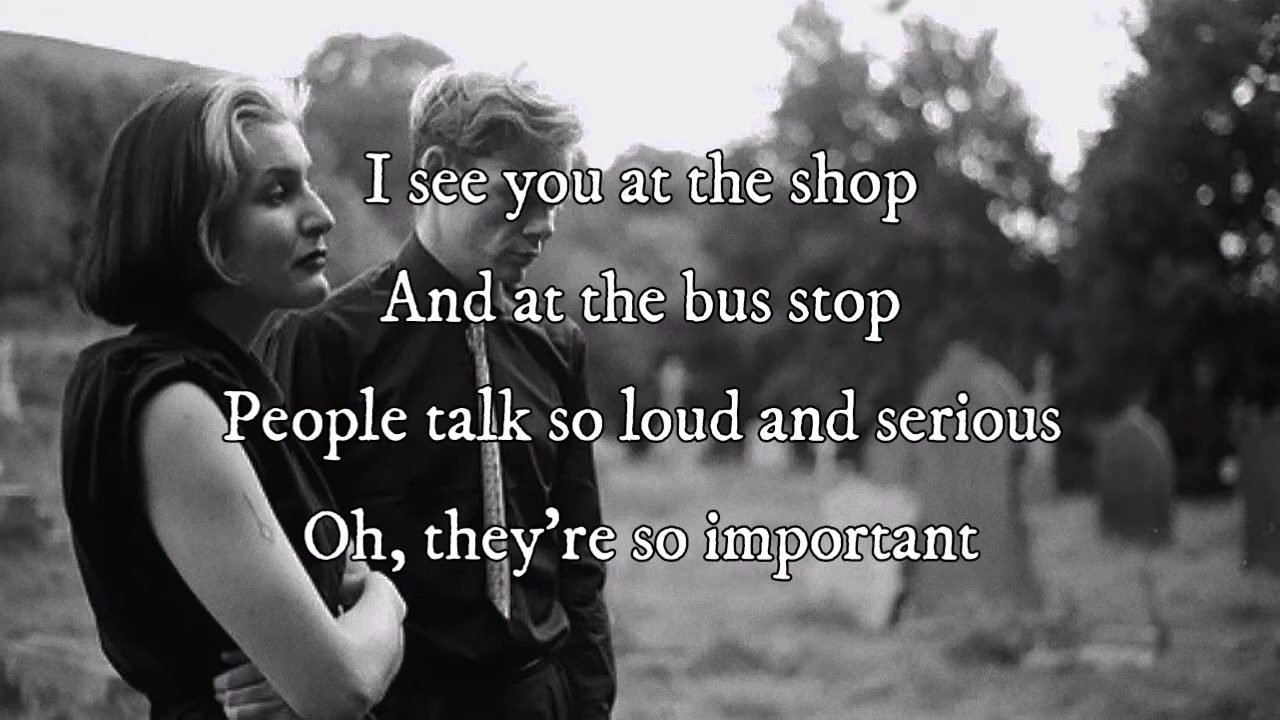 I see you at the shop
And at the bus stop
People talk so loud and serious
Oh, they’re so important